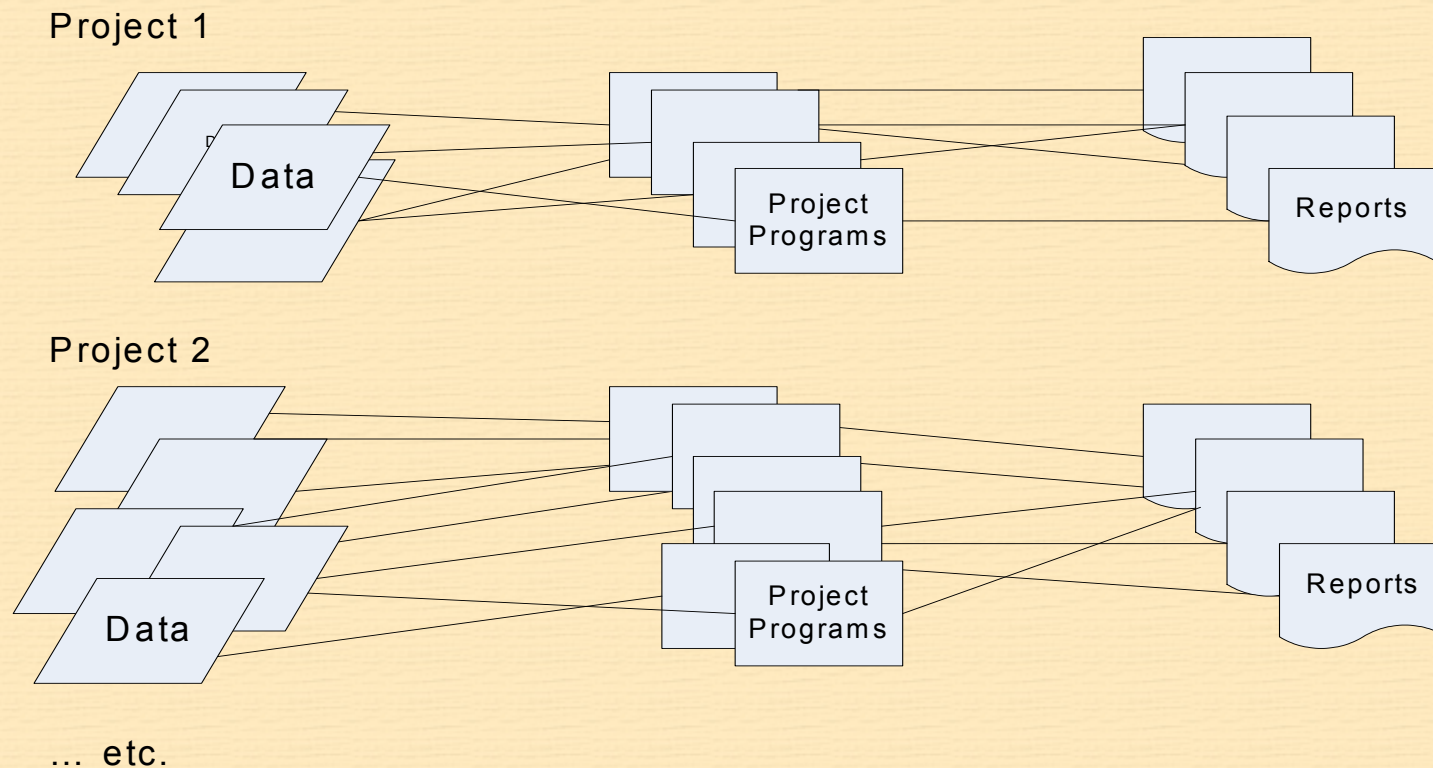 Project 1
Data
Project
Programs
Reports
Project 2
Data
Project
Programs
Reports
... etc.